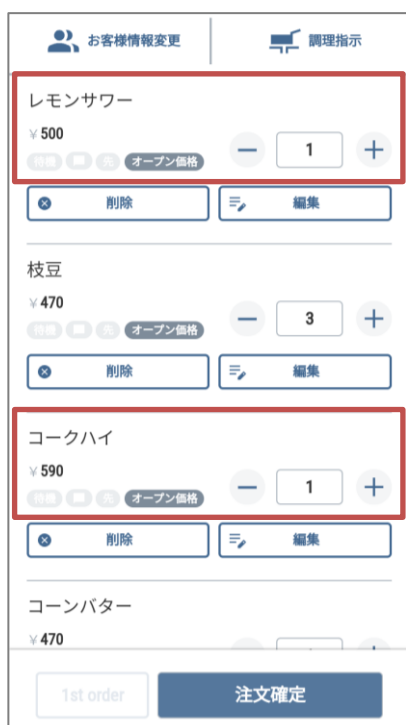 お客様情報変更
調理指示
レモンサワー
¥500
待機 先 オープン価格
1
削除
編集
枝豆
¥470
待機 先 オープン価格
3
削除
編集
コークハイ
¥590
待機 先 オープン価格
1
削除
編集
コーンバター
¥470
1st order
注文確定